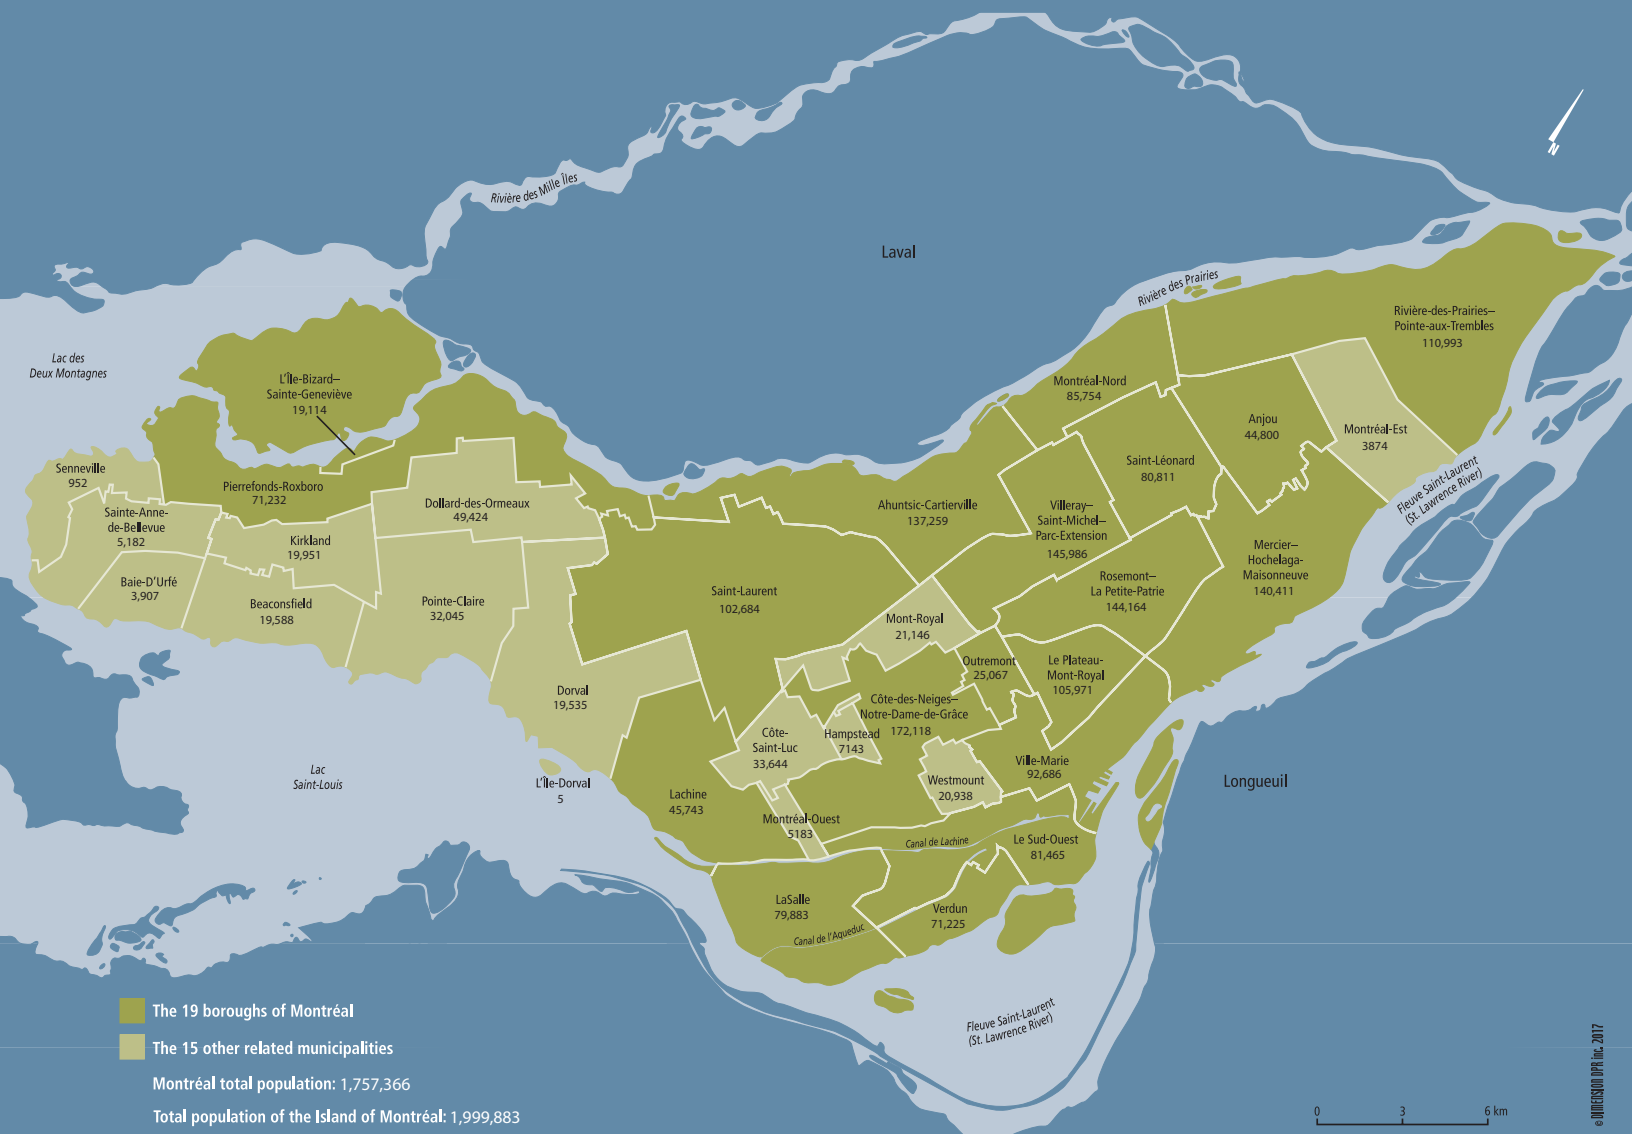 Rivière des Mille Îles
N
Laval
Rivière des Prairies
Rivière-des-Prairies–
Pointe-aux-Trembles
110,993
Lac des
Deux Montagnes
L'Île-Bizard–
Sainte-Geneviève
19,114
Montréal-Nord
85,754
Anjou
44,800
Montréal-Est
3874
Senneville
952
Saint-Léonard
80,811
Fleuve Saint-Laurent
(St. Lawrence River)
Pierrefonds-Roxboro
71,232
Dollard-des-Ormeaux
49,424
Ahuntsic-Cartierville
137,259
Villeray–
Saint-Michel–
Parc-Extension
145,986
Sainte-Anne-
de-Bellevue
5,182
Kirkland
19,951
Mercier–
Hochelaga-
Maisonneuve
140,411
Baie-D'Urfé
3,907
Beaconsfield
19,588
Pointe-Claire
32,045
Saint-Laurent
102,684
Rosemont–
La Petite-Patrie
144,164
Mont-Royal
21,146
Outremont
25,067
Le Plateau-
Mont-Royal
105,971
Dorval
19,535
Côte-des-Neiges–
Notre-Dame-de-Grâce
172,118
Côte-
Saint-Luc
33,644
Hampstead
7143
Ville-Marie
92,686
Westmount
20,938
Longueuil
Lac
Saint-Louis
L'Île-Dorval
5
Lachine
45,743
Montréal-Ouest
5183
Canal de Lachine
Le Sud-Ouest
81,465
LaSalle
79,883
Verdun
71,225
Canal de l'Aqueduc
Fleuve Saint-Laurent
(St. Lawrence River)
The 19 boroughs of Montréal
The 15 other related municipalities
Montréal total population: 1,757,366
Total population of the Island of Montréal: 1,999,883
0 3 6 km
© DIMENSION DPR inc. 2017